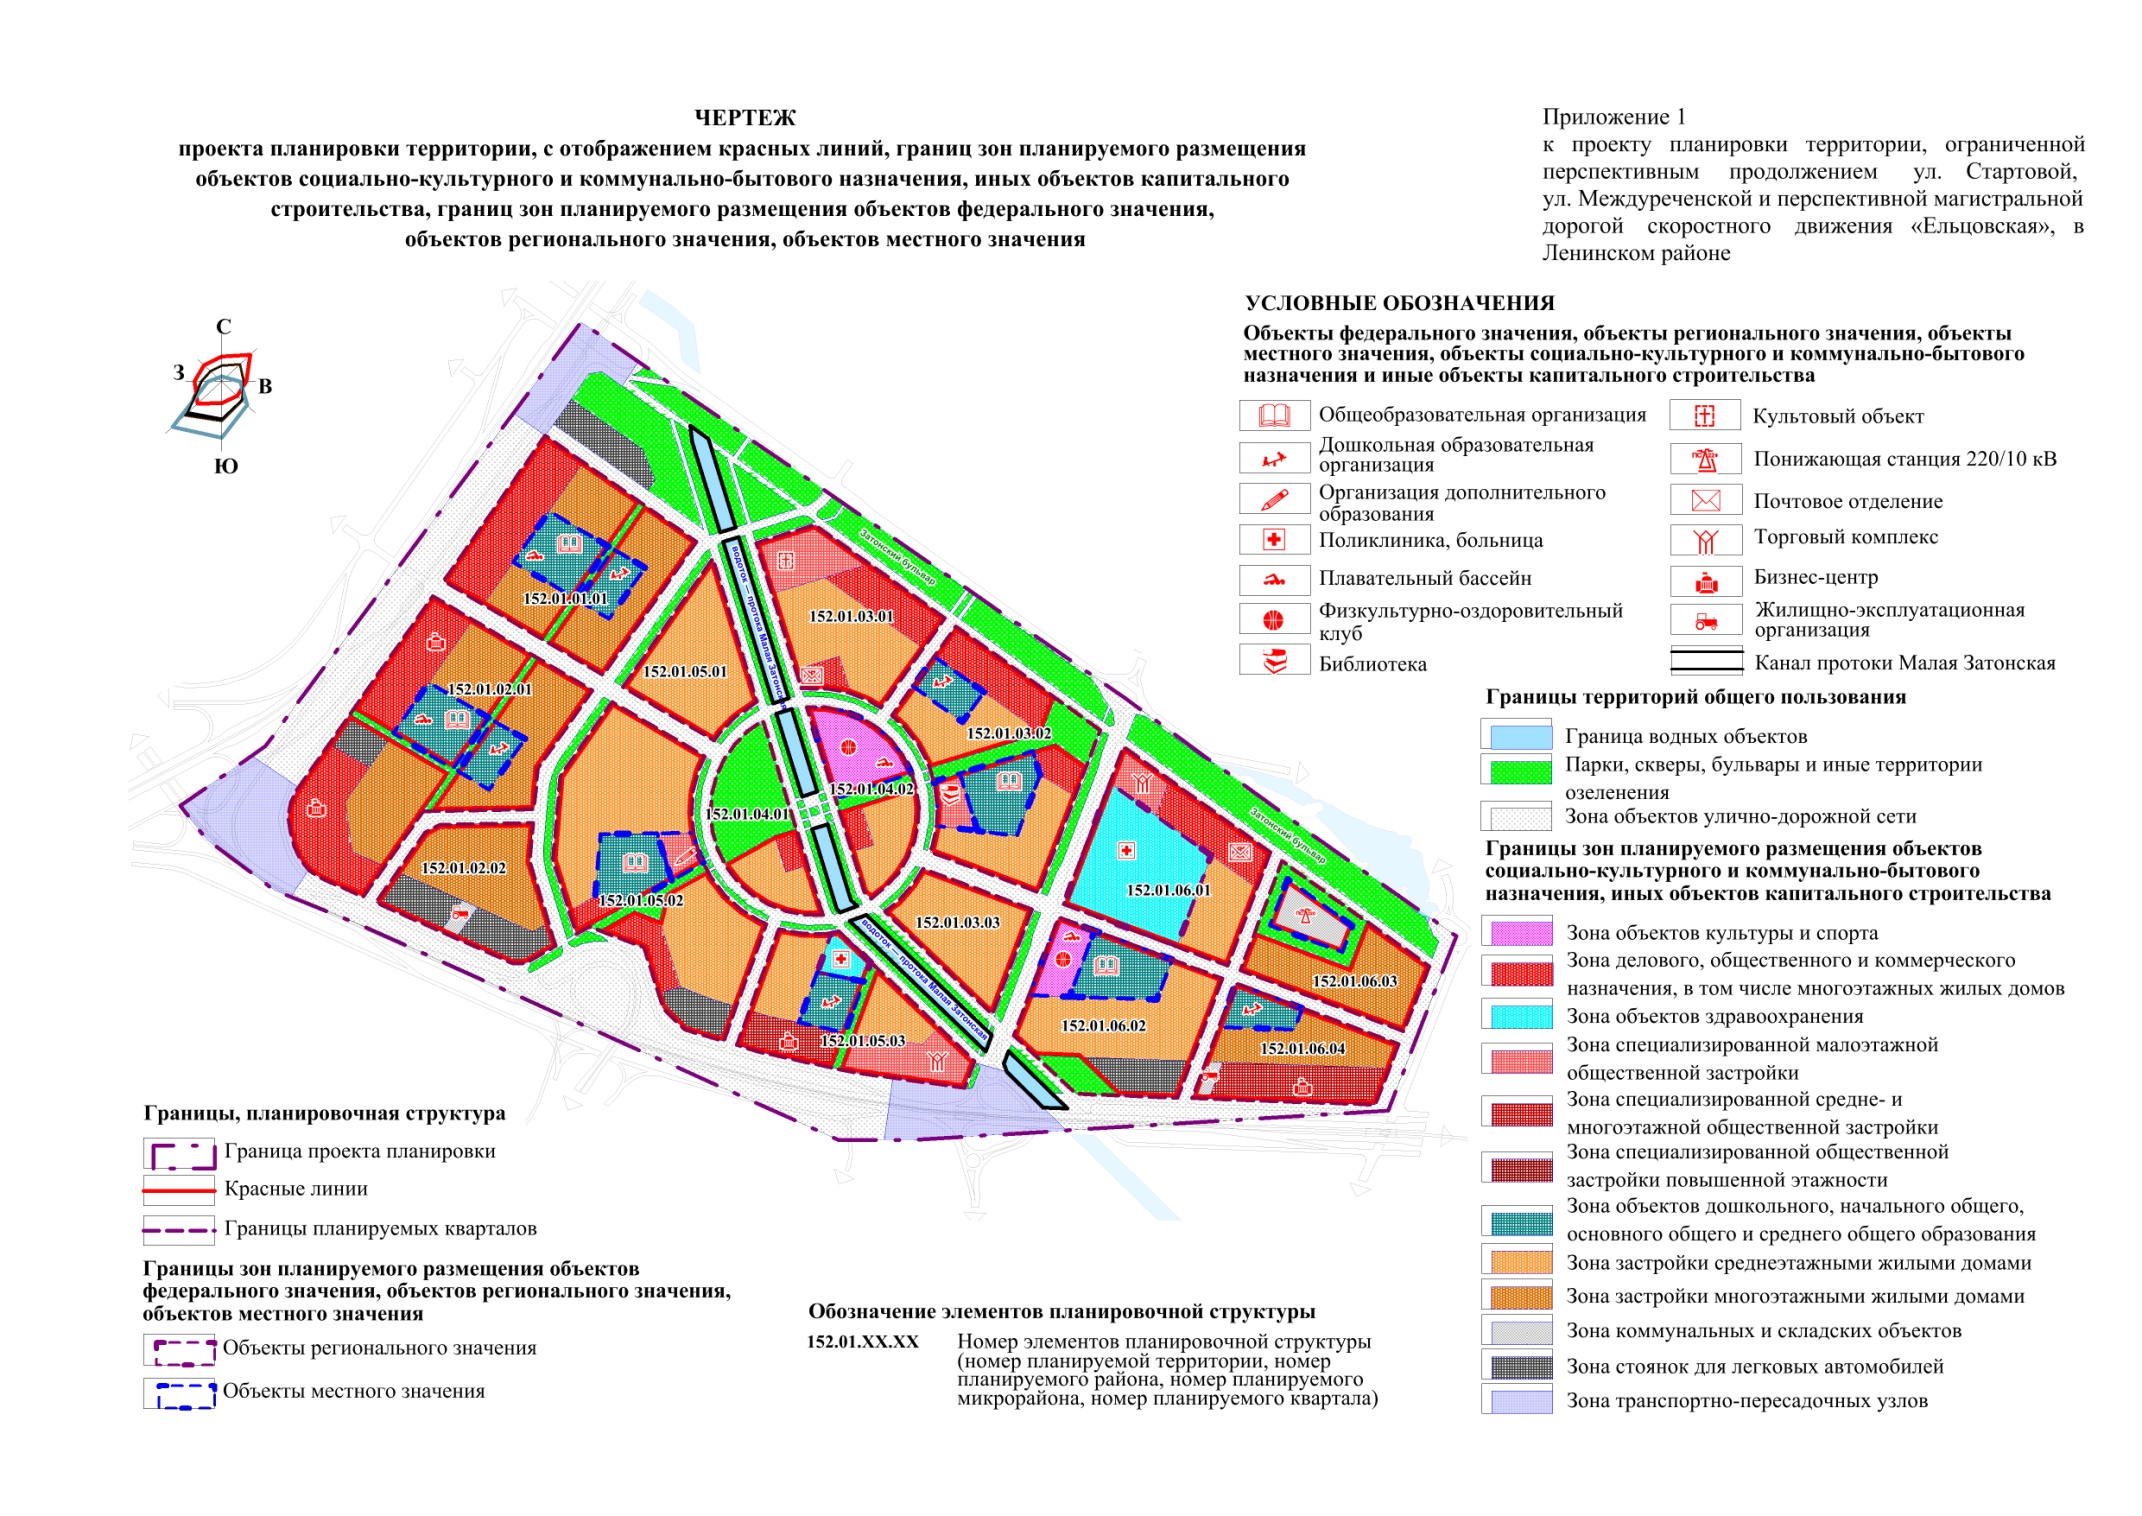 ЧЕРТЕЖ
проекта планировки территории, с отображением красных линий, границ зон планируемого размещения
объектов социально-культурного и коммунально-бытового назначения, иных объектов капитального
строительства, границ зон планируемого размещения объектов федерального значения,
объектов регионального значения, объектов местного значения
Приложение 1
к проекту планировки территории, ограниченной
перспективным продолжением ул. Стартовой,
ул. Междуреченской и перспективной магистральной
дорогой скоростного движения «Ельцовская», в
Ленинском районе
С
З
В
Ю
УСЛОВНЫЕ ОБОЗНАЧЕНИЯ
Объекты федерального значения, объекты регионального значения, объекты
местного значения, объекты социально-культурного и коммунально-бытового
назначения и иные объекты капитального строительства
Общеобразовательная организация
Дошкольная образовательная
организация
Организация дополнительного
образования
Поликлиника, больница
Плавательный бассейн
Физкультурно-оздоровительный
клуб
Библиотека
Культовый объект
Понижающая станция 220/10 кВ
Почтовое отделение
Торговый комплекс
Бизнес-центр
Жилищно-эксплуатационная
организация
Канал протоки Малая Затонская
Границы территорий общего пользования
Граница водных объектов
Парки, скверы, бульвары и иные территории
озеленения
Зона объектов улично-дорожной сети
Границы зон планируемого размещения объектов
социально-культурного и коммунально-бытового
назначения, иных объектов капитального строительства
Зона объектов культуры и спорта
Зона делового, общественного и коммерческого
назначения, в том числе многоэтажных жилых домов
Зона объектов здравоохранения
Зона специализированной малоэтажной
общественной застройки
Зона специализированной средне- и
многоэтажной общественной застройки
Зона специализированной общественной
застройки повышенной этажности
Зона объектов дошкольного, начального общего,
основного общего и среднего общего образования
Зона застройки среднеэтажными жилыми домами
Зона застройки многоэтажными жилыми домами
Зона коммунальных и складских объектов
Зона стоянок для легковых автомобилей
Зона транспортно-пересадочных узлов
Затонский бульвар
водоток — протока Малая Затонская
152.01.01.01
152.01.03.01
152.01.05.01
152.01.02.01
152.01.03.02
152.01.04.02
152.01.04.01
Затонский бульвар
152.01.02.02
152.01.06.01
152.01.05.02
152.01.03.03
водоток — протока Малая Затонская
152.01.06.03
152.01.06.02
152.01.05.03
152.01.06.04
Границы, планировочная структура
Граница проекта планировки
Красные линии
Границы планируемых кварталов
Границы зон планируемого размещения объектов
федерального значения, объектов регионального значения,
объектов местного значения
Объекты регионального значения
Объекты местного значения
Обозначение элементов планировочной структуры
152.01.XX.XX
Номер элементов планировочной структуры
(номер планируемой территории, номер
планируемого района, номер планируемого
микрорайона, номер планируемого квартала)